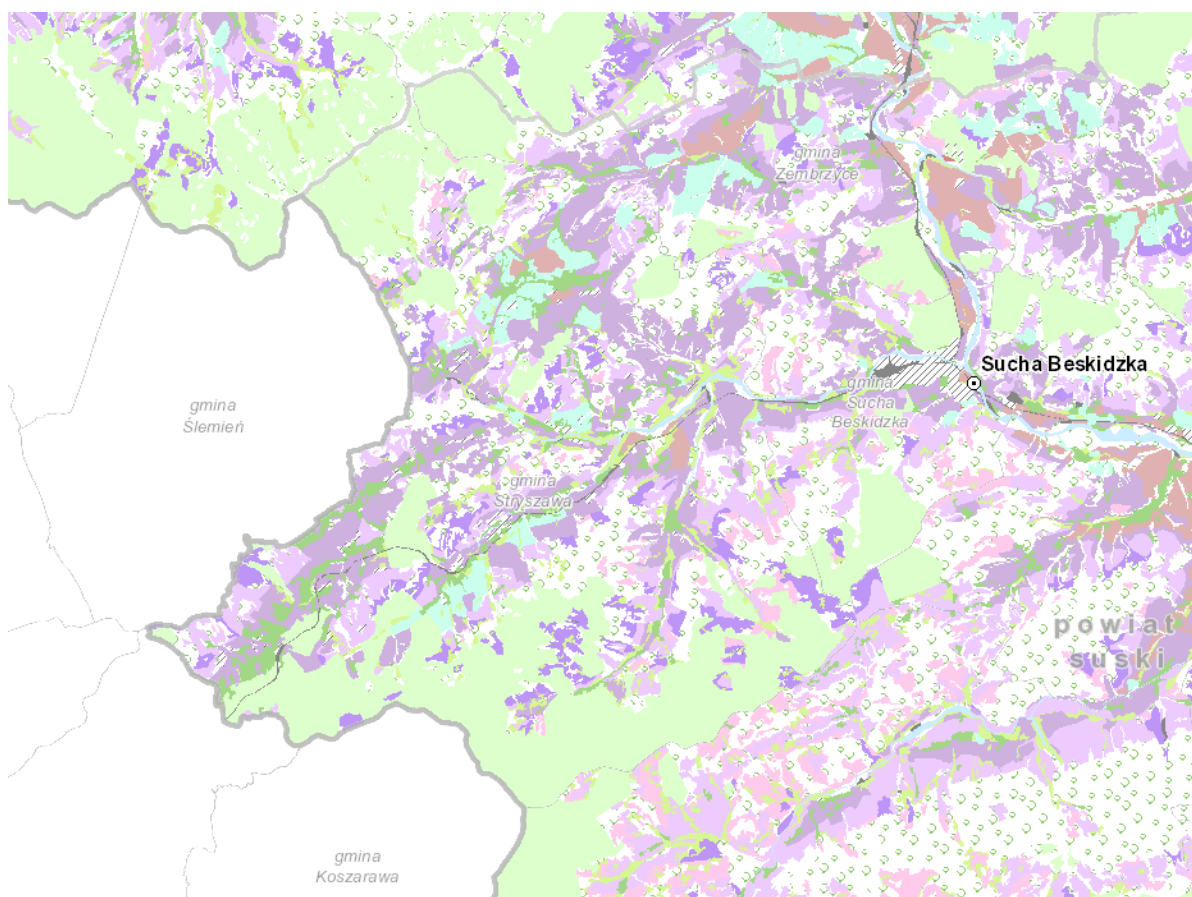 gmina
Zembrzyce
Sucha Beskidzka
gmina
Sucha
Beskidzka
gmina
Ślemień
gmina
Stryszawa
powiat
suski
gmina
Koszarawa